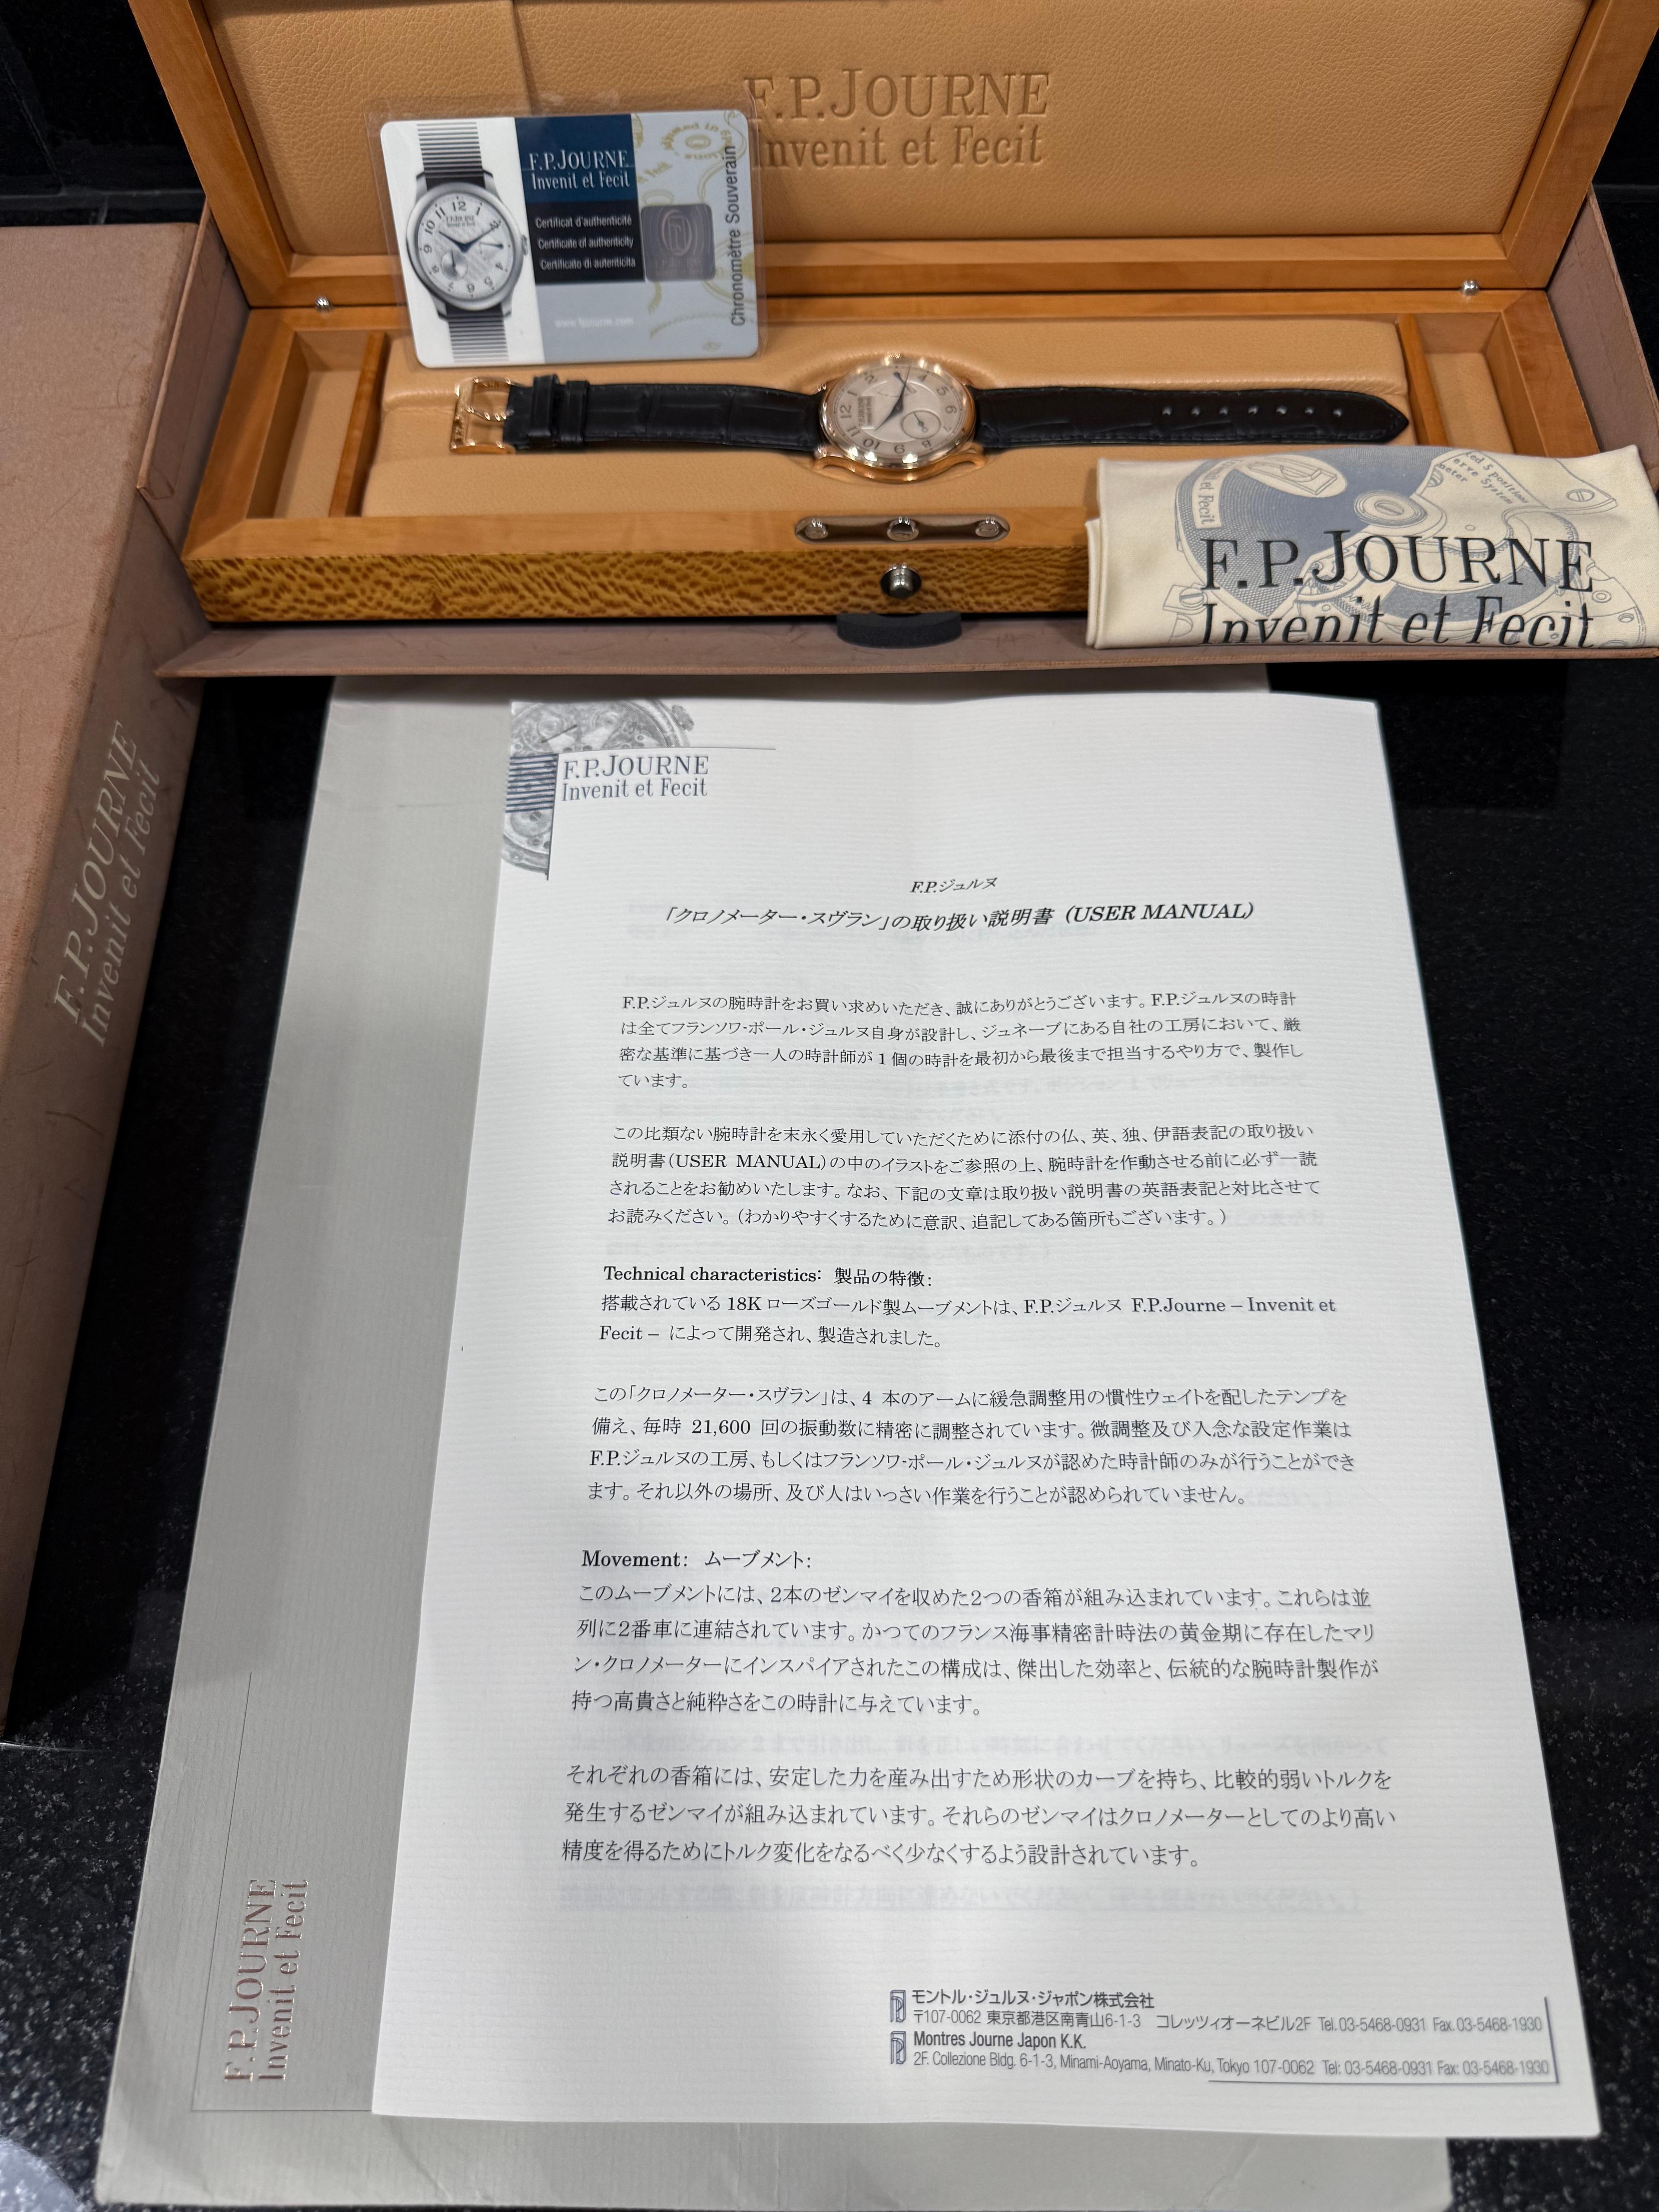 F.P.JOURNE
Invenit et Fecit
F.P.JOURNE
Invenit et Fecit
Certificat d'authenticité
Certificate of authenticity
Certificato di autenticita
www.fpjourne.com
Chronomètre Souverain
F.P.JOURNE
Invenit et Fecit
F.P.JOURNE
Invenit et Fecit
F.P.JOURNE
Invenit et Fecit
F.P.ジュルヌ
「クロノメーター・スヴラン」の取り扱い説明書 (USER MANUAL)
F.P.ジュルヌの腕時計をお買い求めいただき、誠にありがとうございます。F.P.ジュルヌの時計
は全てフランソワ-ポール・ジュルヌ自身が設計し、ジュネーブにある自社の工房において、厳
密な基準に基づき一人の時計師が 1 個の時計を最初から最後まで担当するやり方で、製作し
ています。
この比類ない腕時計を末永く愛用していただくために添付の仏、英、独、伊語表記の取り扱い
説明書(USER MANUAL)の中のイラストをご参照の上、腕時計を作動させる前に必ず一読
されることをお勧めいたします。なお、下記の文章は取り扱い説明書の英語表記と対比させて
お読みください。(わかりやすくするために意訳、追記してある箇所もございます。)
Technical characteristics: 製品の特徴:
搭載されている 18K ローズゴールド製ムーブメントは、F.P.ジュルヌ F.P.Journe – Invenit et
Fecit – によって開発され、製造されました。
この「クロノメーター・スヴラン」は、4 本のアームに緩急調整用の慣性ウェイトを配したテンプを
備え、毎時 21,600 回の振動数に精密に調整されています。微調整及び入念な設定作業は
F.P.ジュルヌの工房、もしくはフランソワ-ポール・ジュルヌが認めた時計師のみが行うことができ
ます。それ以外の場所、及び人はいっさい作業を行うことが認められていません。
Movement: ムーブメント:
このムーブメントには、2本のゼンマイを収めた2つの香箱が組み込まれています。これらは並
列に2番車に連結されています。かつてのフランス海事精密計時法の黄金期に存在したマリ
ン・クロノメーターにインスパイアされたこの構成は、傑出した効率と、伝統的な腕時計製作が
持つ高貴さと純粋さをこの時計に与えています。
それぞれの香箱には、安定した力を産み出すため形状のカーブを持ち、比較的弱いトルクを
発生するゼンマイが組み込まれています。それらのゼンマイはクロノメーターとしてのより高い
精度を得るためにトルク変化をなるべく少なくするよう設計されています。
モントル・ジュルヌ・ジャポン株式会社
〒107-0062 東京都港区南青山6-1-3 コレッツィオーネビル2F Tel.03-5468-0931 Fax.03-5468-1930
Montres Journe Japon K.K.
2F. Collezione Bldg. 6-1-3, Minami-Aoyama, Minato-Ku, Tokyo 107-0062 Tel: 03-5468-0931 Fax: 03-5468-1930
F.P.JOURNE
Invenit et Fecit